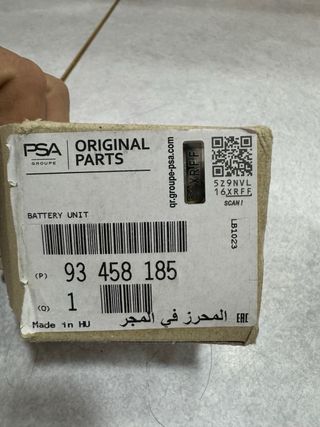 PSA
GROUPE
ORIGINAL
PARTS
qr.groupe-psa.com
XRFF
5Z9NVL
16XRFF
SCAN !
BATTERY UNIT
LB1023
(P) 93 458 185
(Q) 1
Made in HU
المحرز في المجر
EAC